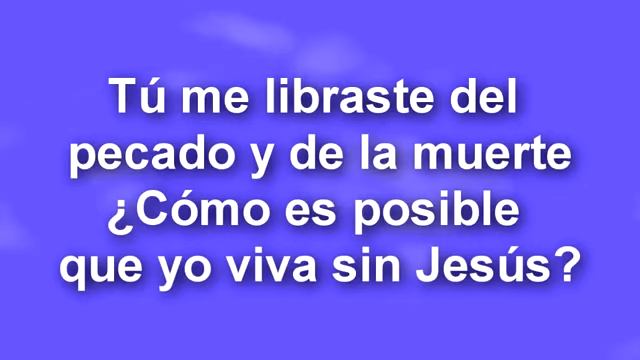 Tú me libraste del
pecado y de la muerte
¿Cómo es posible
que yo viva sin Jesús?